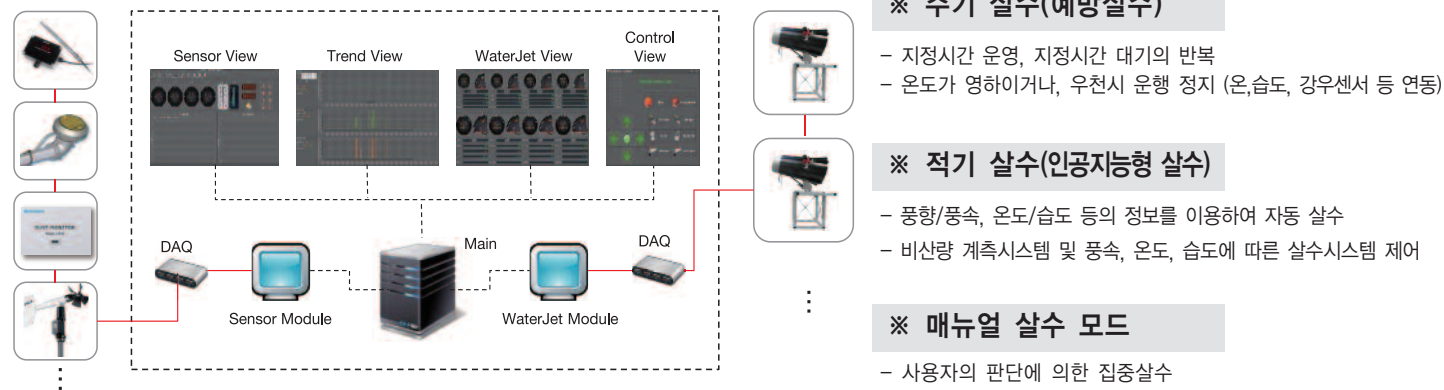 Sensor View
Trend View
WaterJet View
Control
View
DAQ
Sensor Module
Main
WaterJet Module
DAQ
※ 주기 살수(예방살수)
– 지정시간 운영, 지정시간 대기의 반복
– 온도가 영하이거나, 우천시 운행 정지 (온,습도, 강우센서 등 연동)
※ 적기 살수(인공지능형 살수)
– 풍향/풍속, 온도/습도 등의 정보를 이용하여 자동 살수
– 비산량 계측시스템 및 풍속, 온도, 습도에 따른 살수시스템 제어
※ 매뉴얼 살수 모드
– 사용자의 판단에 의한 집중살수